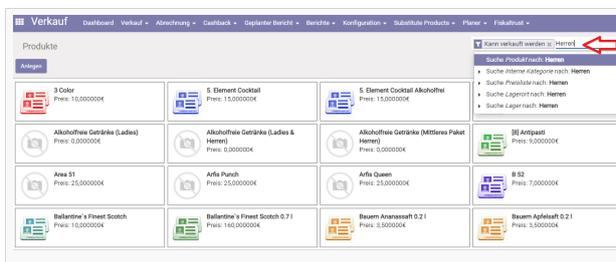 Verkauf Dashboard Verkauf Abrechnung Cashback Geplanter Bericht Berichte Konfiguration Substitute Products Planer Fiskaltrust
Produkte
Kann verkauft werden x Herren
Anlegen
Suche Produkt nach: Herren
Suche Interne Kategorie nach: Herren
Suche Preisliste nach: Herren
Suche Lagerort nach: Herren
Suche Lager nach: Herren
3 Color
Preis: 10,000000€
5. Element Cocktail
Preis: 15,000000€
5. Element Cocktail Alkoholfrei
Preis: 15,000000€
Alkoholfreie Getränke (Ladies)
Preis: 0,000000€
Alkoholfreie Getränke (Ladies &
Herren)
Preis: 0,000000€
Alkoholfreie Getränke (Mittleres Paket
Herren)
Preis: 0,000000€
[8] Antipasti
Preis: 9,000000€
Area 51
Preis: 25,000000€
Arfis Punch
Preis: 25,000000€
Arfis Queen
Preis: 25,000000€
B 52
Preis: 7,000000€
Ballantine`s Finest Scotch
Preis: 10,000000€
Ballantine`s Finest Scotch 0.7 l
Preis: 160,000000€
Bauern Ananassaft 0.2 l
Preis: 3,500000€
Bauern Apfelsaft 0.2 l
Preis: 3,500000€